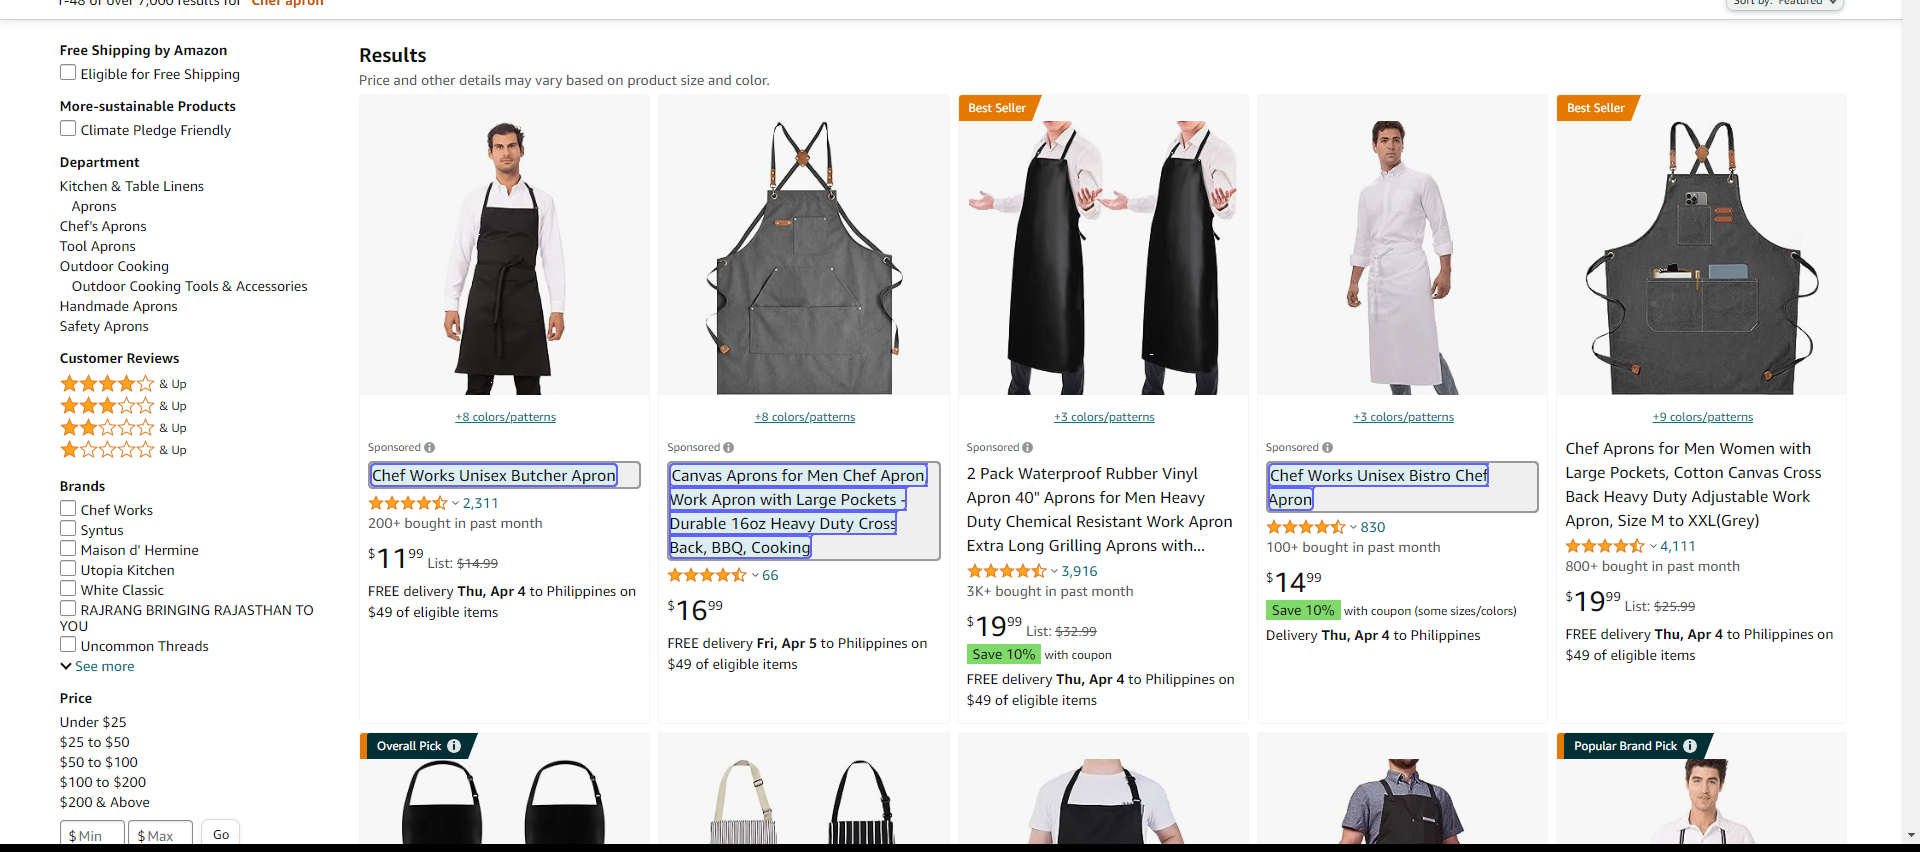 1-48 of over 7,000 results for "Chef apron"
Sort by: Featured
Free Shipping by Amazon
Eligible for Free Shipping
More-sustainable Products
Climate Pledge Friendly
Department
Kitchen & Table Linens
Aprons
Chef's Aprons
Tool Aprons
Outdoor Cooking
Outdoor Cooking Tools & Accessories
Handmade Aprons
Safety Aprons
Customer Reviews
& Up
& Up
& Up
& Up
Brands
Chef Works
Syntus
Maison d' Hermine
Utopia Kitchen
White Classic
RAJRANG BRINGING RAJASTHAN TO
YOU
Uncommon Threads
See more
Price
Under $25
$25 to $50
$50 to $100
$100 to $200
$200 & Above
$ Min
$ Max
Go
Results
Price and other details may vary based on product size and color.
+8 colors/patterns
Sponsored
Chef Works Unisex Butcher Apron
2,311
200+ bought in past month
$11 99 List: $14.99
FREE delivery Thu, Apr 4 to Philippines on
$49 of eligible items
+8 colors/patterns
Sponsored
Canvas Aprons for Men Chef Apron,
Work Apron with Large Pockets -
Durable 16oz Heavy Duty Cross
Back, BBQ, Cooking
66
$16 99
FREE delivery Fri, Apr 5 to Philippines on
$49 of eligible items
Best Seller
+3 colors/patterns
Sponsored
2 Pack Waterproof Rubber Vinyl
Apron 40" Aprons for Men Heavy
Duty Chemical Resistant Work Apron
Extra Long Grilling Aprons with...
3,916
3K+ bought in past month
$19 99 List: $32.99
Save 10% with coupon
FREE delivery Thu, Apr 4 to Philippines on
$49 of eligible items
+3 colors/patterns
Sponsored
Chef Works Unisex Bistro Chef
Apron
830
100+ bought in past month
$14 99
Save 10% with coupon (some sizes/colors)
Delivery Thu, Apr 4 to Philippines
Best Seller
+9 colors/patterns
Chef Aprons for Men Women with
Large Pockets, Cotton Canvas Cross
Back Heavy Duty Adjustable Work
Apron, Size M to XXL(Grey)
4,111
800+ bought in past month
$19 99 List: $25.99
FREE delivery Thu, Apr 4 to Philippines on
$49 of eligible items
Overall Pick
Popular Brand Pick